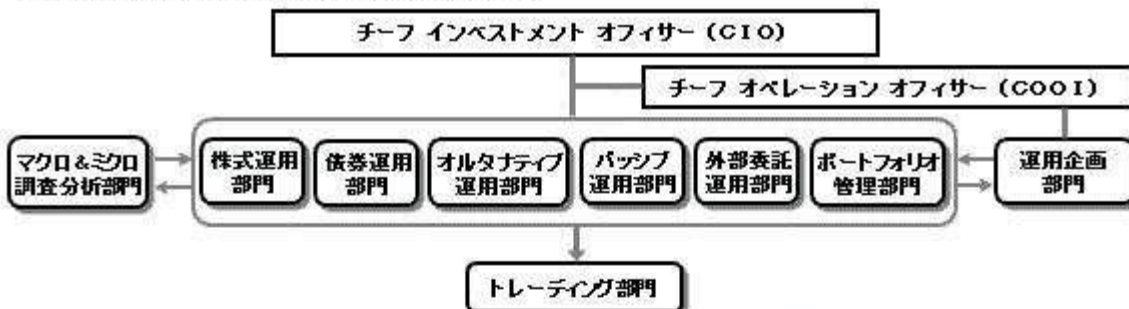 チーフ インベストメント オフィサー (CIO)
チーフ オペレーション オフィサー (COOI)
マクロ&ミクロ
調査分析部門
株式運用
部門
債券運用
部門
オルタナティブ
運用部門
パッシブ
運用部門
外部委託
運用部門
ポートフォリオ
管理部門
運用企画
部門
トレーディング部門